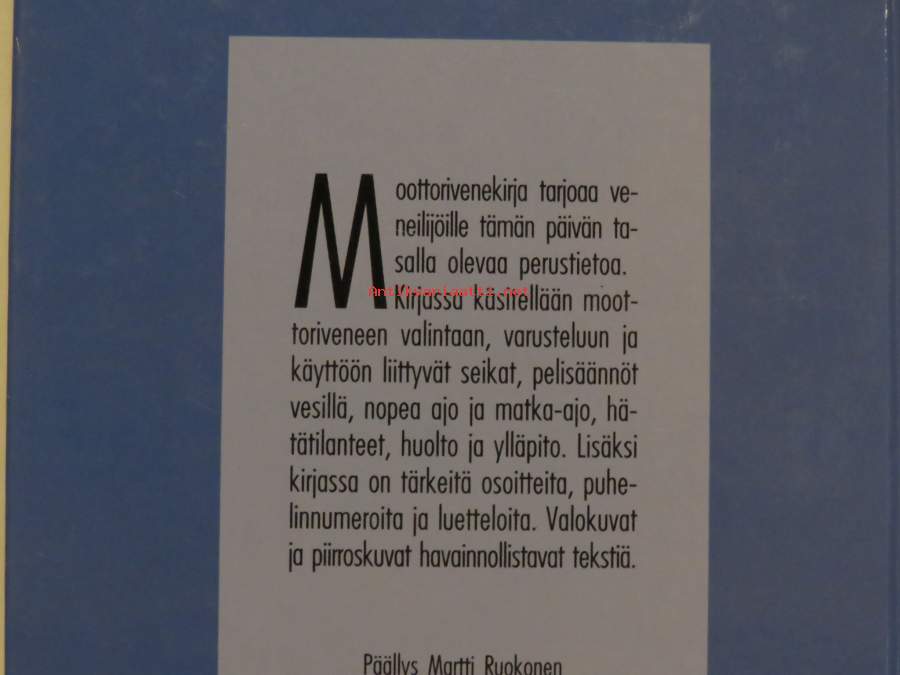 Moottorivenekirja tarjoaa ve-
neilijöille tämän päivän ta-
salla olevaa perustietoa.
Antikvariaatti.net
Kirjassa käsitellään moot-
toriveneen valintaan, varusteluun ja
käyttöön liittyvät seikat, pelisäännöt
vesillä, nopea ajo ja matka-ajo, hä-
tätilanteet, huolto ja ylläpito. Lisäksi
kirjassa on tärkeitä osoitteita, puhe-
linnumeroita ja luetteloita. Valokuvat
ja piirroskuvat havainnollistavat tekstiä.
Päällys Martti Ruokonen